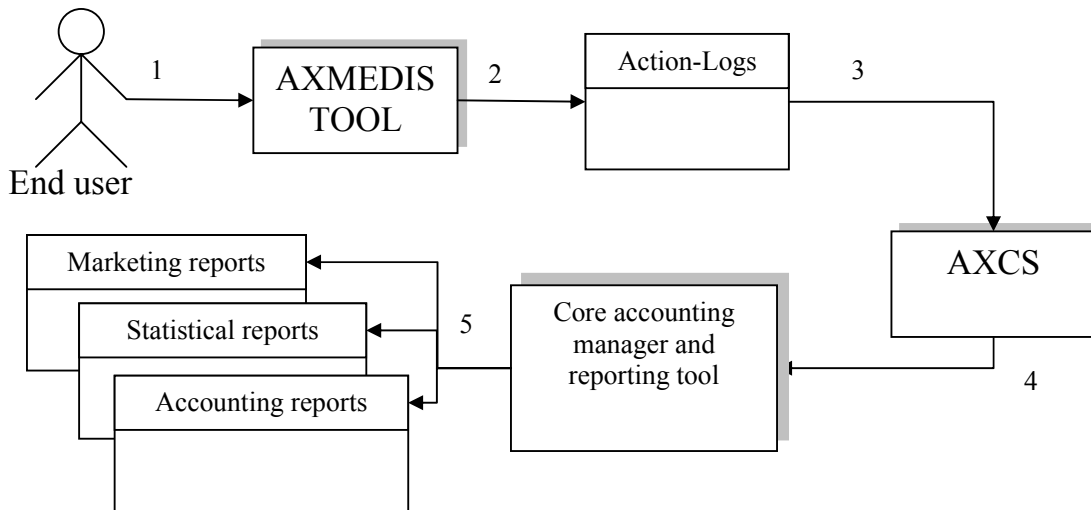 1
AXMEDIS
TOOL
2
Action-Logs
3
End user
AXCS
4
Core accounting
manager and
reporting tool
5
Marketing reports
Statistical reports
Accounting reports